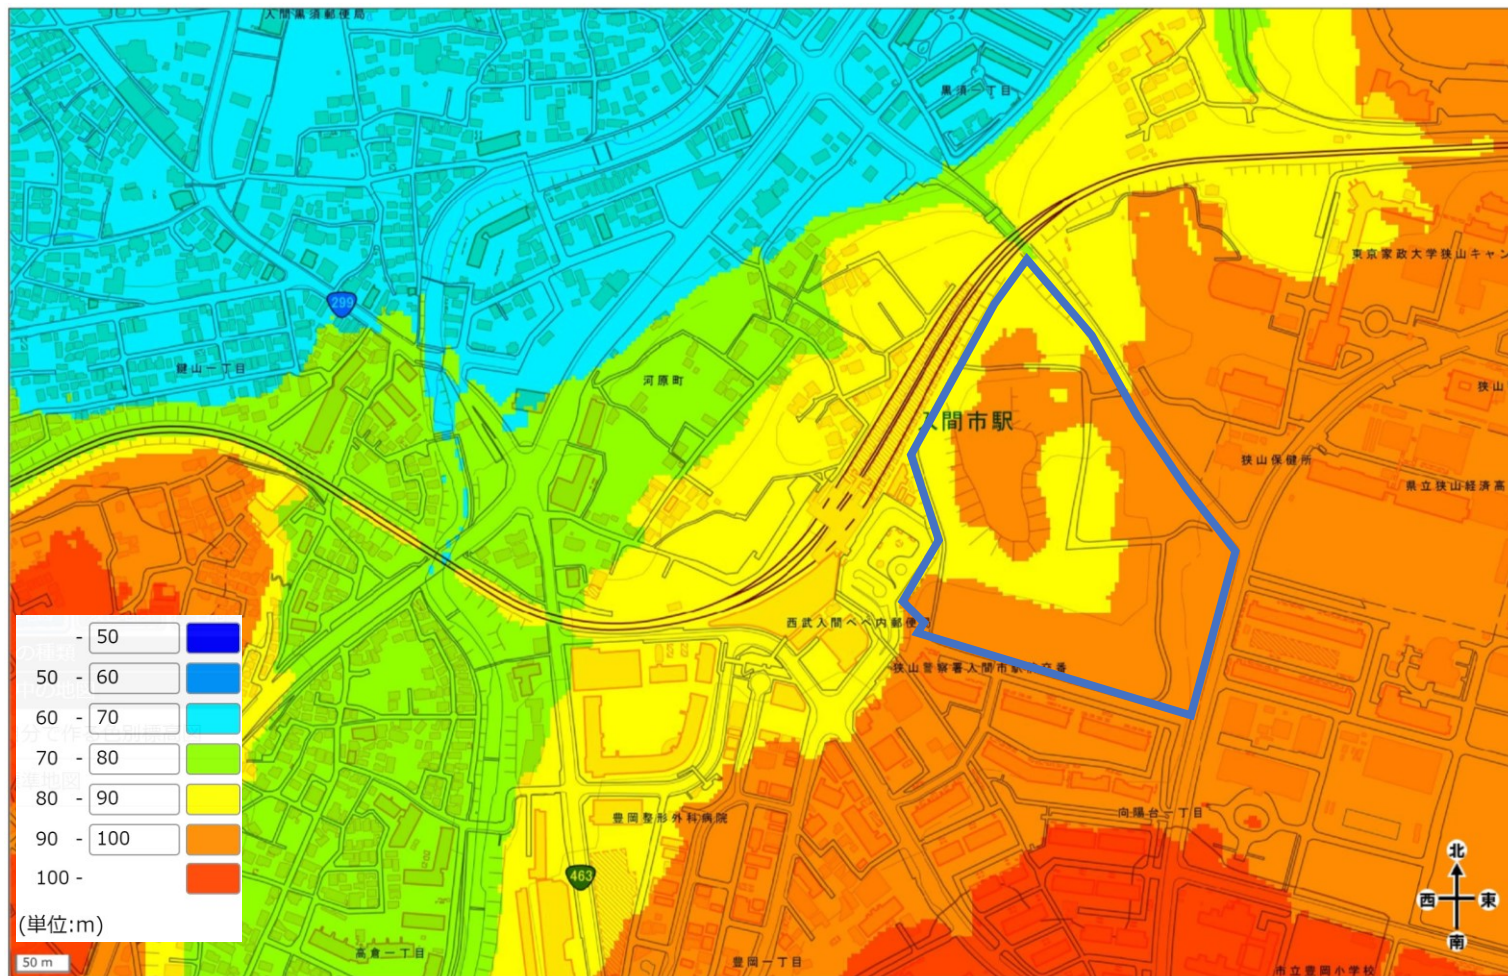 入間黒須郵便局
黒須一丁目
東京家政大学狭山キャン
299
鍵山一丁目
河原町
狭山
入間市駅
狭山保健所
県立狭山経済高
西武入間ペペ内郵便局
狭山警察署入間市駅前交番
向陽台一丁目
豊岡整形外科病院
463
高倉一丁目
豊岡一丁目
市立豊岡小学校
- 50
50 - 60
60 - 70
70 - 80
80 - 90
90 - 100
100 -
(単位:m)
50 m
北
西
東
南